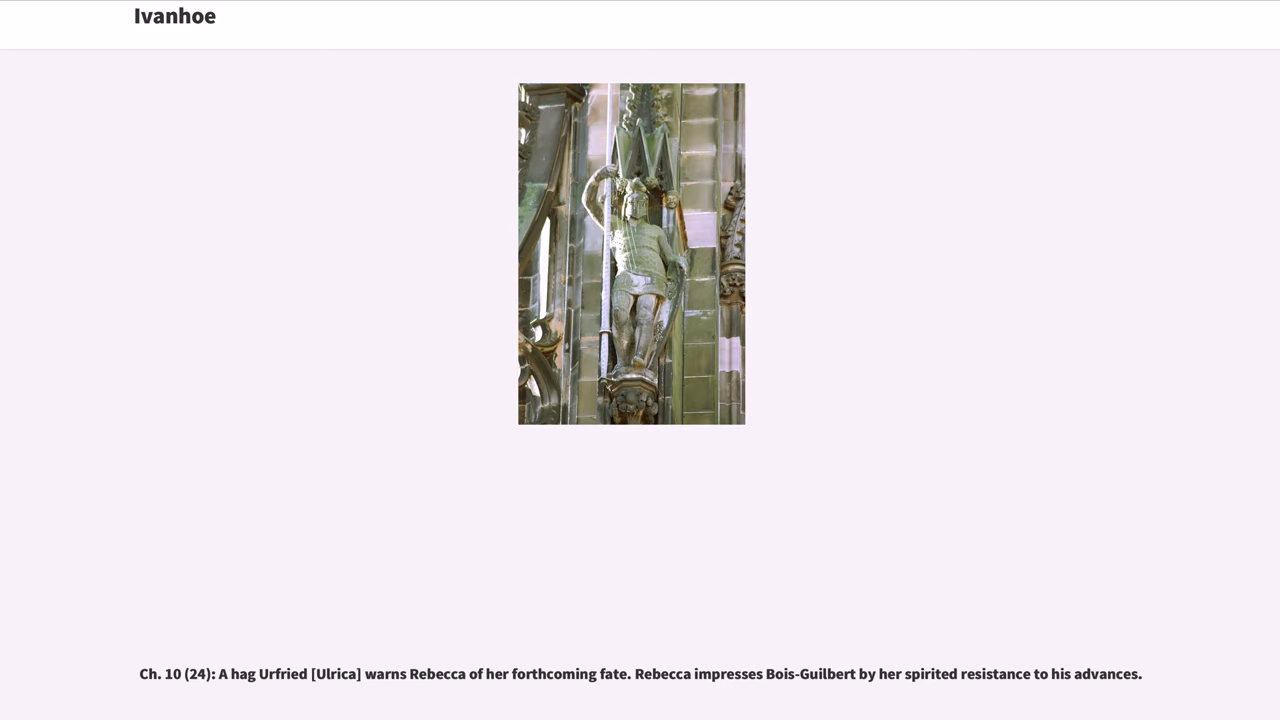 Ivanhoe
Ch. 10 (24): A hag Urfried [Ulrica] warns Rebecca of her forthcoming fate. Rebecca impresses Bois-Guilbert by her spirited resistance to his advances.